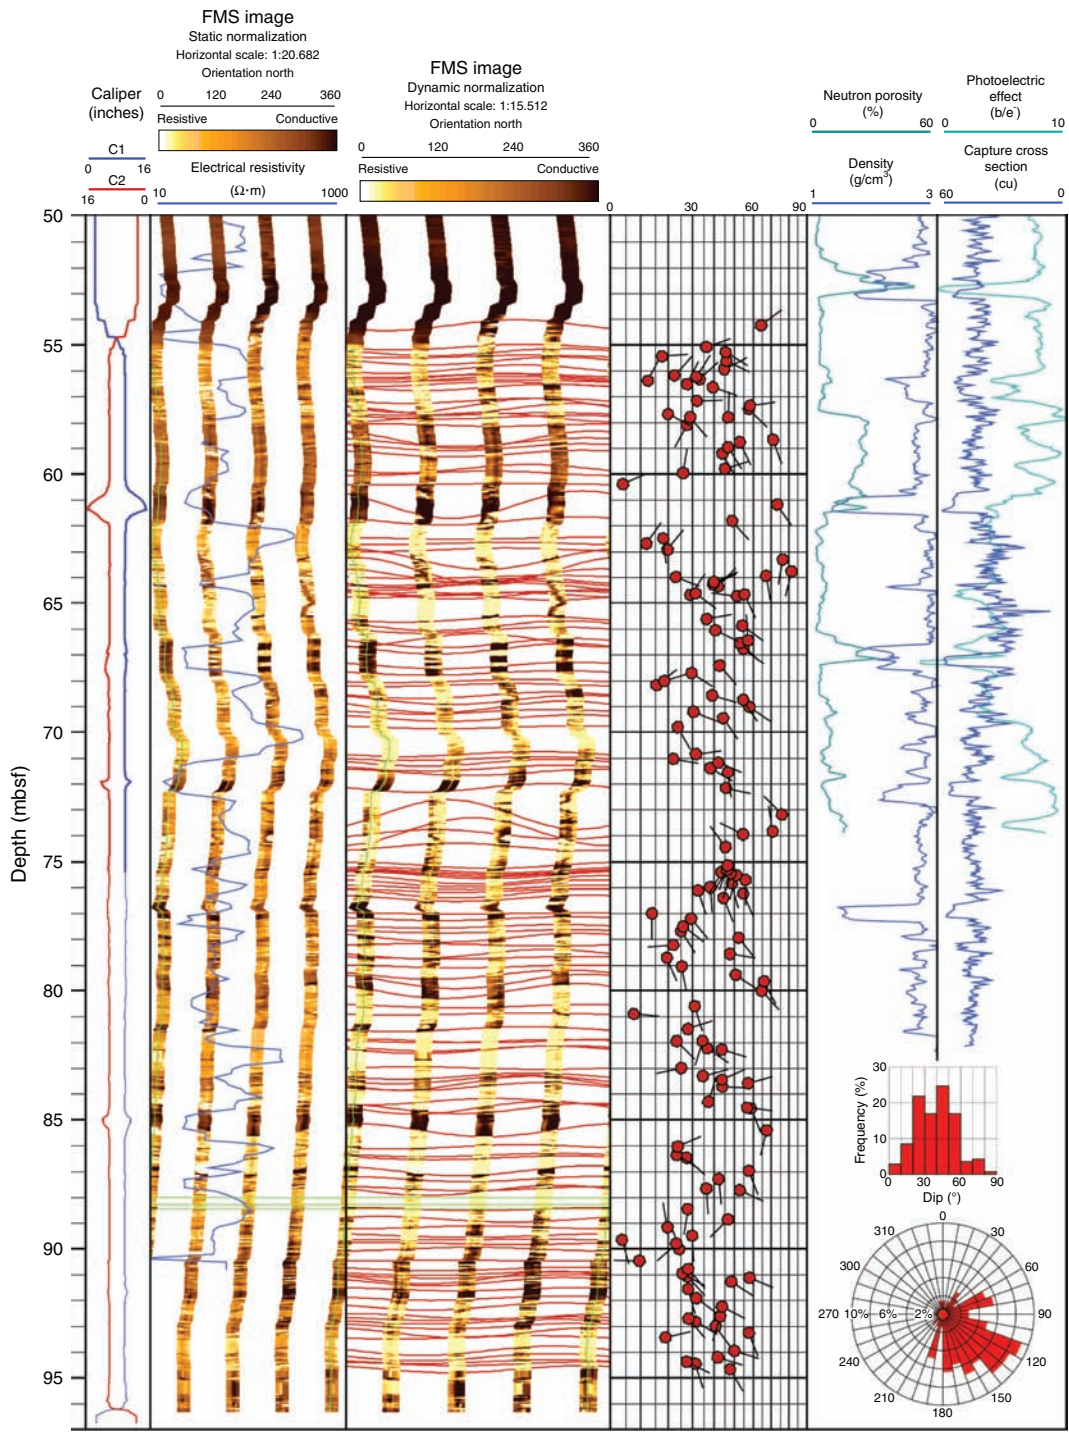 FMS image
Static normalization
Horizontal scale: 1:20.682
Orientation north
0 120 240 360
Resistive Conductive
FMS image
Dynamic normalization
Horizontal scale: 1:15.512
Orientation north
0 120 240 360
Resistive Conductive
Caliper
(inches)
C1
0 16
C2
16 0
Electrical resistivity
(Ω·m)
10 1000
0 30 60 90
Neutron porosity
(%)
0 60
Density
(g/cm³)
1 3
Photoelectric
effect
(b/e⁻)
0 10
Capture cross
section
(cu)
60 0
Depth (mbsf)
50
55
60
65
70
75
80
85
90
95
Frequency (%)
30
20
10
0
0 30 60 90
Dip (°)
0
310 30
300 60
270 10% 6% 2% 90
240 120
210 150
180